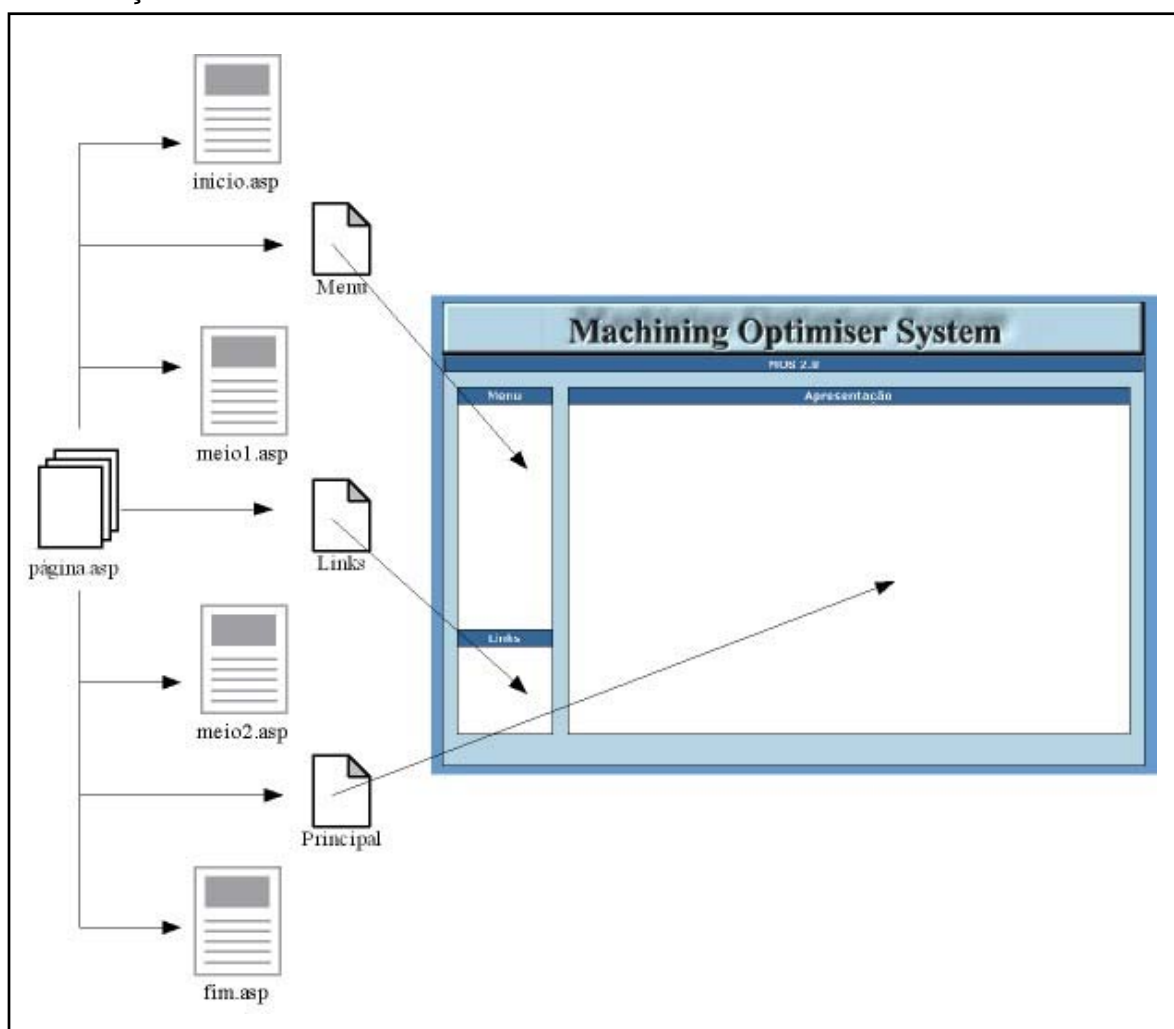 inicio.asp
Menu
Machining Optimiser System
MOS 2.0
Menu
Apresentação
meio1.asp
página.asp
Links
Links
meio2.asp
Principal
fim.asp